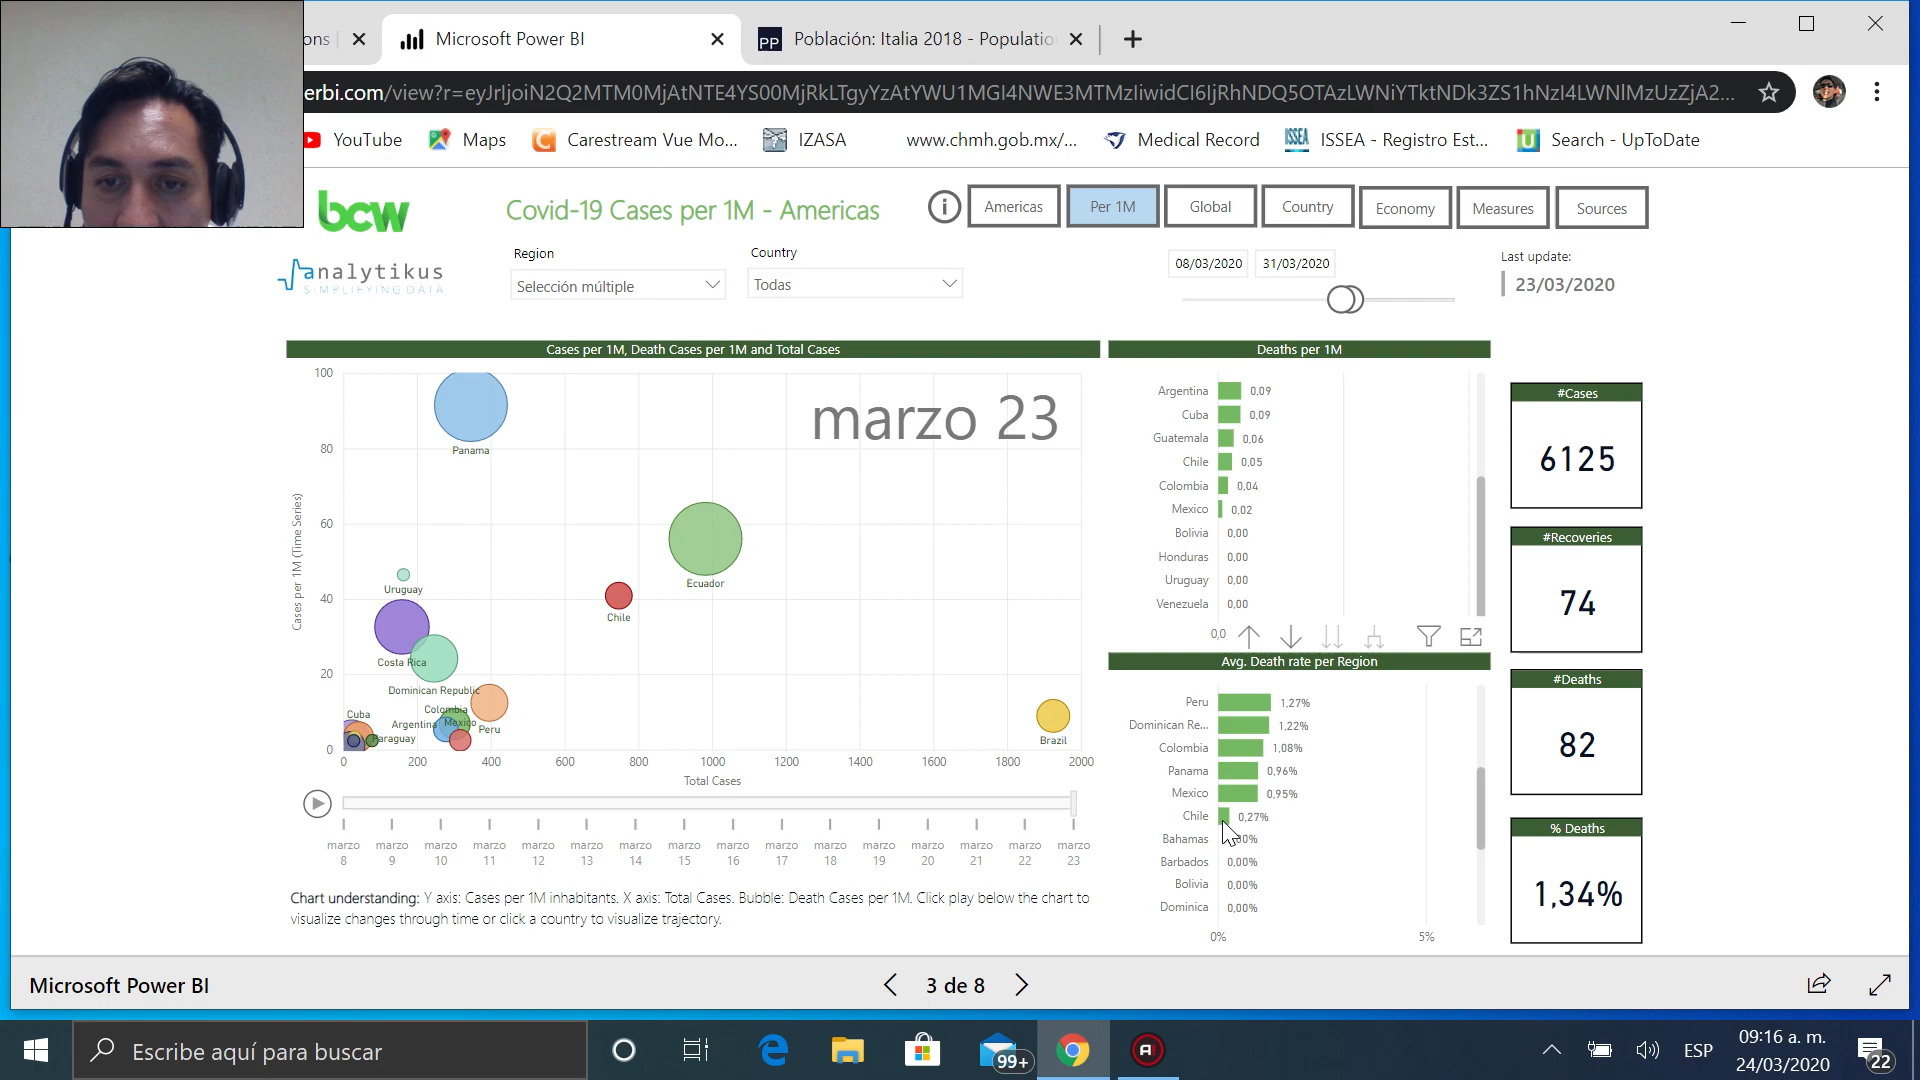 ons
Microsoft Power BI
PP
Población: Italia 2018 - Populatio
erbi.com/view?r=eyJrIjoiN2Q2MTM0MjAtNTE4YS00MjRkLTgyYzAtYWU1MGI4NWE3MTMzIiwidCI6IjRhNDQ5OTAzLWNiYTktNDk3ZS1hNzI4LWNlMzUzZjA2...
YouTube
Maps
Carestream Vue Mo...
IZASA
www.chmh.gob.mx/...
Medical Record
ISSEA
ISSEA - Registro Est...
Search - UpToDate
bcw
Covid-19 Cases per 1M - Americas
Americas
Per 1M
Global
Country
Economy
Measures
Sources
analytikus
SIMPLIFYING DATA
Region
Selección múltiple
Country
Todas
08/03/2020
31/03/2020
Last update:
23/03/2020
Cases per 1M, Death Cases per 1M and Total Cases
marzo 23
Cases per 1M (Time Series)
100
80
60
40
20
0
Panama
Ecuador
Uruguay
Chile
Costa Rica
Dominican Republic
Cuba
Colombia
Argentina
Mexico
Peru
Paraguay
Brazil
0 200 400 600 800 1000 1200 1400 1600 1800 2000
Total Cases
marzo 8
marzo 9
marzo 10
marzo 11
marzo 12
marzo 13
marzo 14
marzo 15
marzo 16
marzo 17
marzo 18
marzo 19
marzo 20
marzo 21
marzo 22
marzo 23
Chart understanding: Y axis: Cases per 1M inhabitants. X axis: Total Cases. Bubble: Death Cases per 1M. Click play below the chart to
visualize changes through time or click a country to visualize trajectory.
Deaths per 1M
Argentina 0,09
Cuba 0,09
Guatemala 0,06
Chile 0,05
Colombia 0,04
Mexico 0,02
Bolivia 0,00
Honduras 0,00
Uruguay 0,00
Venezuela 0,00
0,0
Avg. Death rate per Region
Peru 1,27%
Dominican Re... 1,22%
Colombia 1,08%
Panama 0,96%
Mexico 0,95%
Chile 0,27%
Bahamas
Barbados 0,00%
Bolivia 0,00%
Dominica 0,00%
0% 5%
#Cases
6125
#Recoveries
74
#Deaths
82
% Deaths
1,34%
Microsoft Power BI
3 de 8
Escribe aquí para buscar
99+
ESP
09:16 a. m.
24/03/2020
22